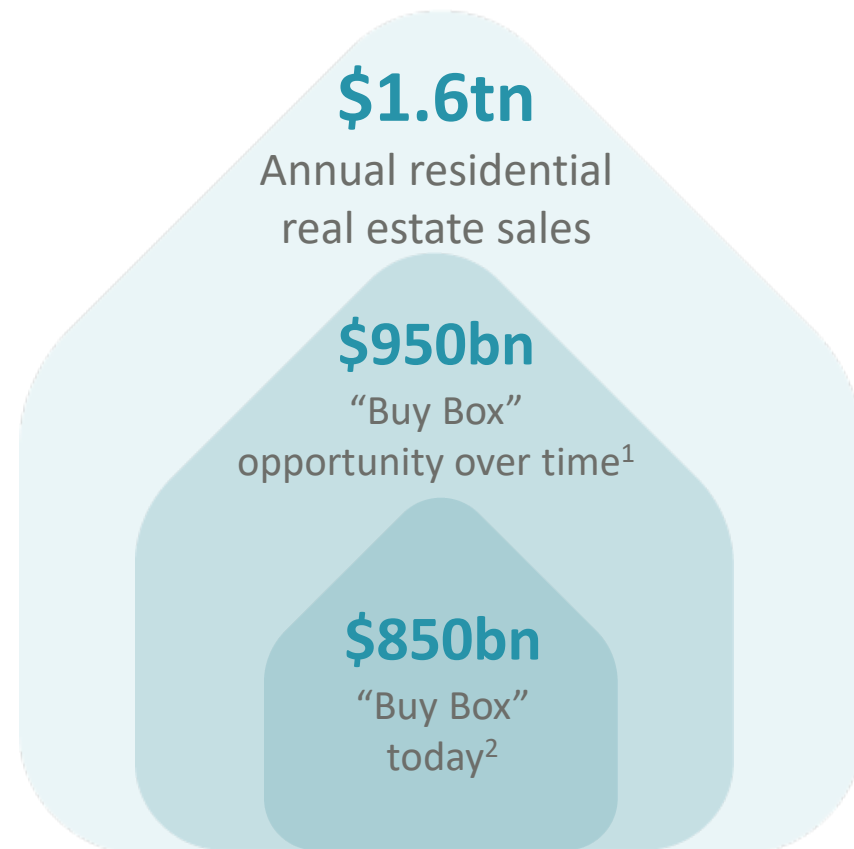 $1.6tn
Annual residential
real estate sales
$950bn
“Buy Box”
opportunity over time¹
$850bn
“Buy Box”
today²